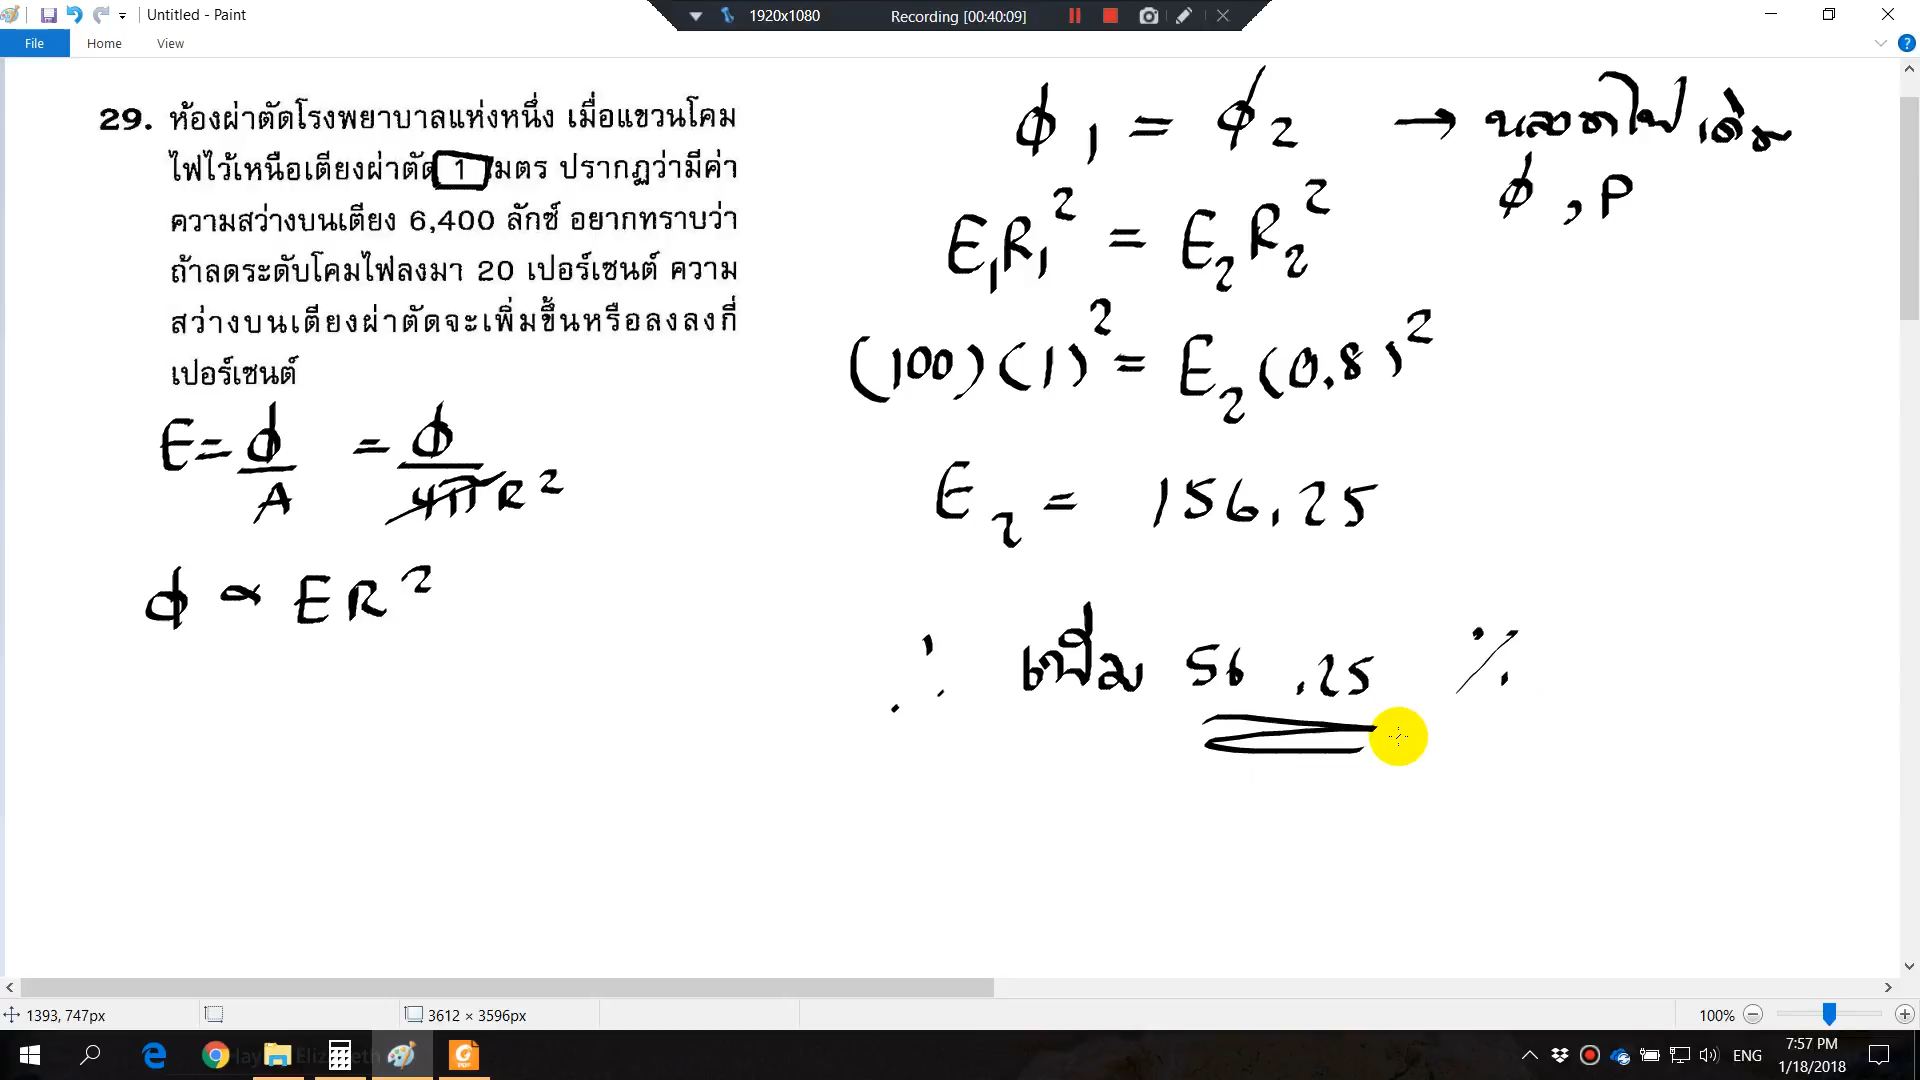 Untitled - Paint
1920x1080
Recording [00:40:09]
File
Home
View
29. ห้องผ่าตัดโรงพยาบาลแห่งหนึ่ง เมื่อแขวนโคม
ไฟไว้เหนือเตียงผ่าตัด 1 เมตร ปรากฏว่ามีค่า
ความสว่างบนเตียง 6,400 ลักซ์ อยากทราบว่า
ถ้าลดระดับโคมไฟลงมา 20 เปอร์เซนต์ ความ
สว่างบนเตียงผ่าตัดจะเพิ่มขึ้นหรือลงลงกี่
เปอร์เซนต์
E = ϕ/A = ϕ/4πR²
ϕ ∝ ER²
ϕ₁ = ϕ₂ → หลอดไฟเดิม
ϕ, P
E₁R₁² = E₂R₂²
(100)(1)² = E₂(0.8)²
E₂ = 156.25
∴ เพิ่ม 56.25 %
1393, 747px
3612 × 3596px
100%
ENG
7:57 PM
1/18/2018